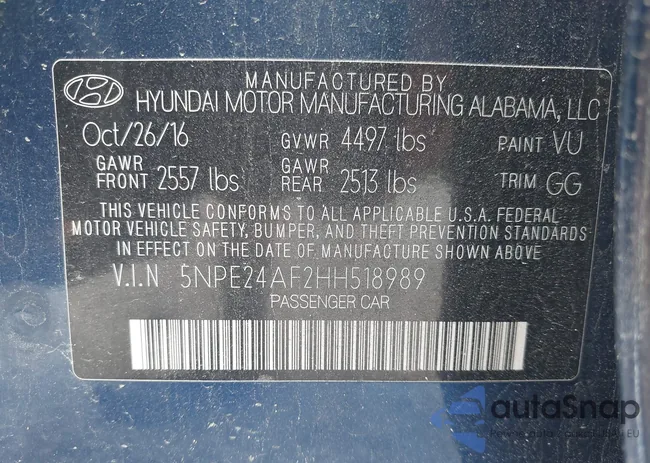 MANUFACTURED BY
HYUNDAI MOTOR MANUFACTURING ALABAMA, LLC
Oct/26/16 GVWR 4497 lbs PAINT VU
GAWR FRONT 2557 lbs GAWR REAR 2513 lbs TRIM GG
THIS VEHICLE CONFORMS TO ALL APPLICABLE U.S.A. FEDERAL
MOTOR VEHICLE SAFETY, BUMPER, AND THEFT PREVENTION STANDARDS
IN EFFECT ON THE DATE OF MANUFACTURE SHOWN ABOVE
V.I.N 5NPE24AF2HH518989
PASSENGER CAR
autoSnap